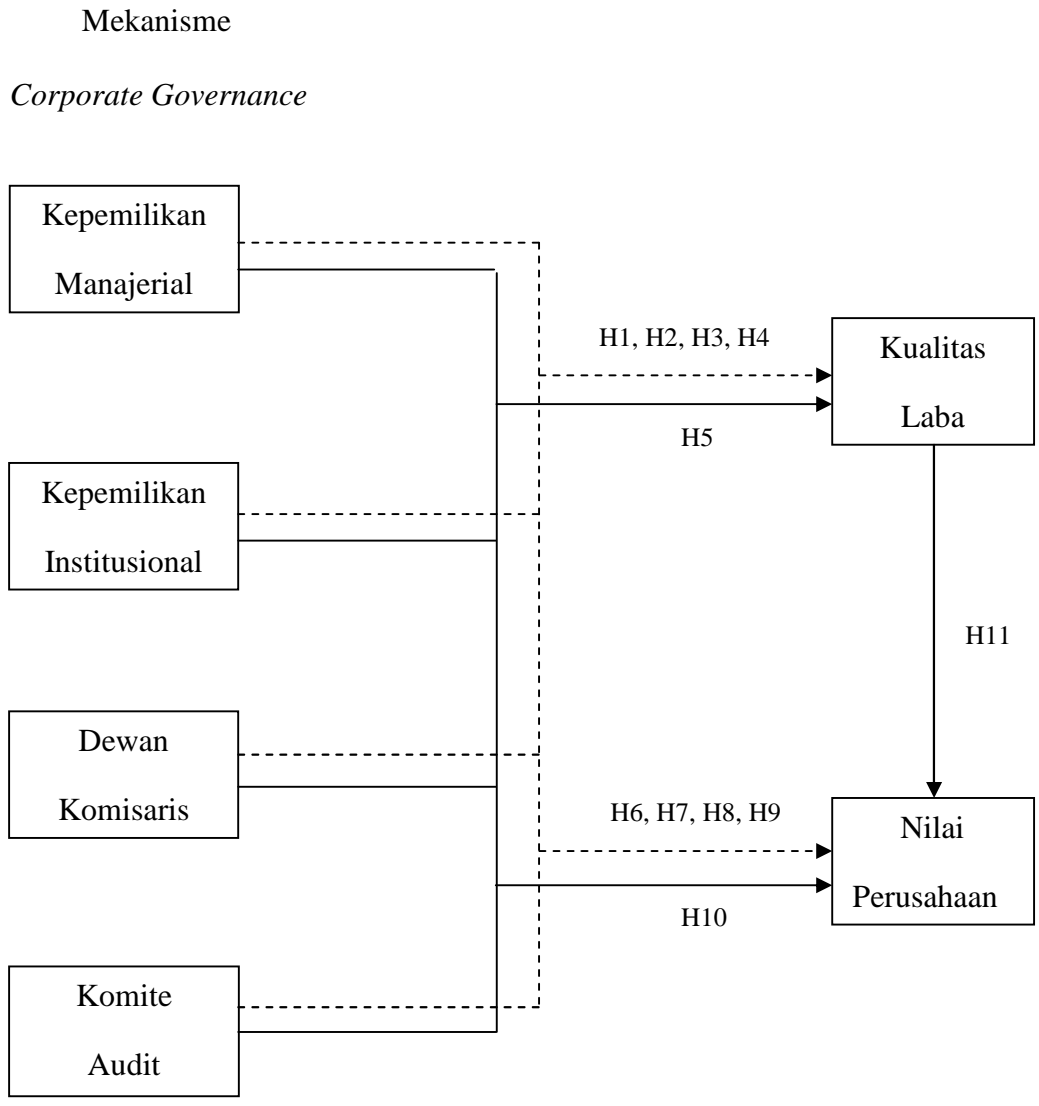 Mekanisme
Corporate Governance
Kepemilikan
Manajerial
H1, H2, H3, H4
Kualitas
Laba
H5
Kepemilikan
Institusional
H11
Dewan
Komisaris
H6, H7, H8, H9
Nilai
Perusahaan
H10
Komite
Audit